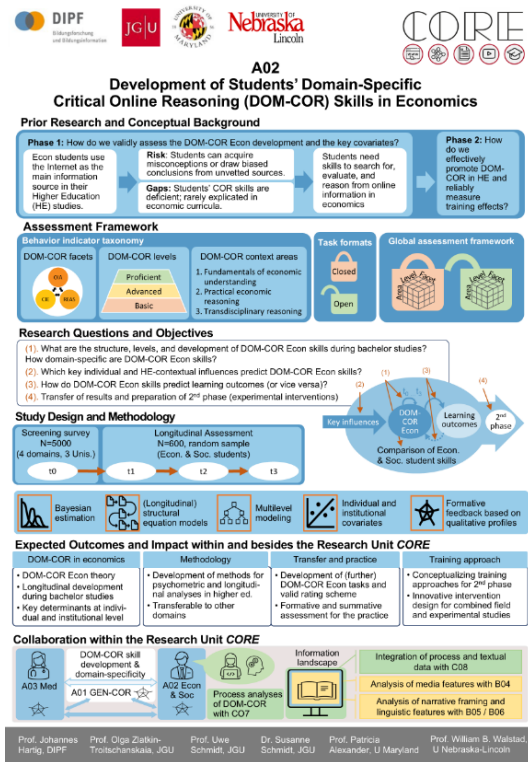 DIPF
Bildungsforschung
und Bildungsinformation
JG|U
UNIVERSITY OF
MARYLAND
UNIVERSITY OF
Nebraska
Lincoln
CORE
A02
Development of Students' Domain-Specific
Critical Online Reasoning (DOM-COR) Skills in Economics
Prior Research and Conceptual Background
Phase 1: How do we validly assess the DOM-COR Econ development and the key covariates?
Econ students use
the Internet as the
main information
source in their
Higher Education
(HE) studies.
Risk: Students can acquire
misconceptions or draw biased
conclusions from unvetted sources.
Gaps: Students' COR skills are
deficient; rarely explicated in
economic curricula.
Students need
skills to search for,
evaluate, and
reason from online
information in
economics
Phase 2: How
do we
effectively
promote DOM-
COR in HE and
reliably
measure
training effects?
Assessment Framework
Behavior indicator taxonomy
DOM-COR facets
OIA
CIE
REAS
DOM-COR levels
Proficient
Advanced
Basic
DOM-COR context areas
1. Fundamentals of economic
understanding
2. Practical economic
reasoning
3. Transdisciplinary reasoning
Task formats
Closed
Open
Global assessment framework
Area
Level
Facet
Area
Level
Facet
Research Questions and Objectives
(1). What are the structure, levels, and development of DOM-COR Econ skills during bachelor studies?
How domain-specific are DOM-COR Econ skills?
(2). Which key individual and HE-contextual influences predict DOM-COR Econ skills?
(3). How do DOM-COR Econ skills predict learning outcomes (or vice versa)?
(4). Transfer of results and preparation of 2nd phase (experimental interventions)
(1)
(3)
(2)
(4)
Key influences
DOM-
COR
Econ
Learning
outcomes
2nd
phase
Comparison of Econ.
& Soc. student skills
Study Design and Methodology
Screening survey
N=5000
(4 domains, 3 Unis.)
Longitudinal Assessment
N=600, random sample
(Econ. & Soc. students)
t0
t1
t2
t3
Bayesian
estimation
(Longitudinal)
structural
equation models
Multilevel
modeling
Individual and
institutional
covariates
Formative
feedback based on
qualitative profiles
Expected Outcomes and Impact within and besides the Research Unit CORE
DOM-COR in economics
• DOM-COR Econ theory
• Longitudinal development
during bachelor studies
• Key determinants at indivi-
dual and institutional level
Methodology
• Development of methods for
psychometric and longitudi-
nal analyses in higher ed.
• Transferable to other
domains
Transfer and practice
• Development of (further)
DOM-COR Econ tasks and
valid rating scheme
• Formative and summative
assessment for the practice
Training approach
• Conceptualizing training
approaches for 2nd phase
• Innovative intervention
design for combined field
and experimental studies
Collaboration within the Research Unit CORE
A03 Med
DOM-COR skill
development &
domain-specificity
A01 GEN-COR
A02 Econ
& Soc
Process analyses
of DOM-COR
with CO7
Information
landscape
Integration of process and textual
data with C08
Analysis of media features with B04
Analysis of narrative framing and
linguistic features with B05 / B06
Prof. Johannes
Hartig, DIPF
Prof. Olga Zlatkin-
Troitschanskaia, JGU
Prof. Uwe
Schmidt, JGU
Dr. Susanne
Schmidt, JGU
Prof. Patricia
Alexander, U Maryland
Prof. William B. Walstad,
U Nebraska-Lincoln